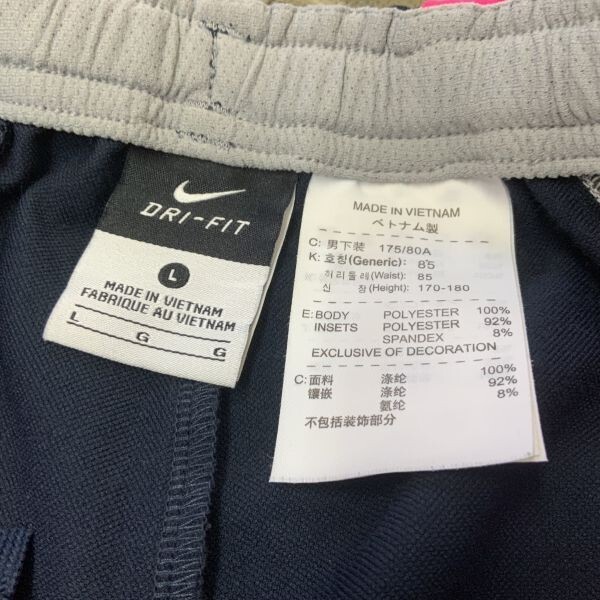 DRI-FIT
L
MADE IN VIETNAM
FABRIQUE AU VIETNAM
L G G
MADE IN VIETNAM
ベトナム製
C: 男下裝 175/80A
K: 호칭(Generic): 85
허리둘레(Waist): 85
신 장(Height): 170-180
E: BODY POLYESTER 100%
INSETS POLYESTER 92%
SPANDEX 8%
EXCLUSIVE OF DECORATION
C: 面料 涤纶 100%
镶嵌 涤纶 92%
氨纶 8%
不包括装饰部分